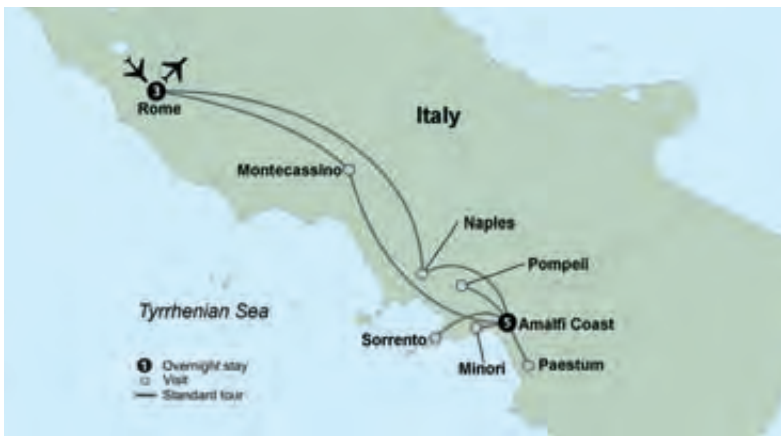 3
Rome
Italy
Montecassino
Naples
Pompeii
Tyrrhenian Sea
5
Amalfi Coast
Sorrento
Minori
Paestum
1 Overnight stay
Visit
Standard tour